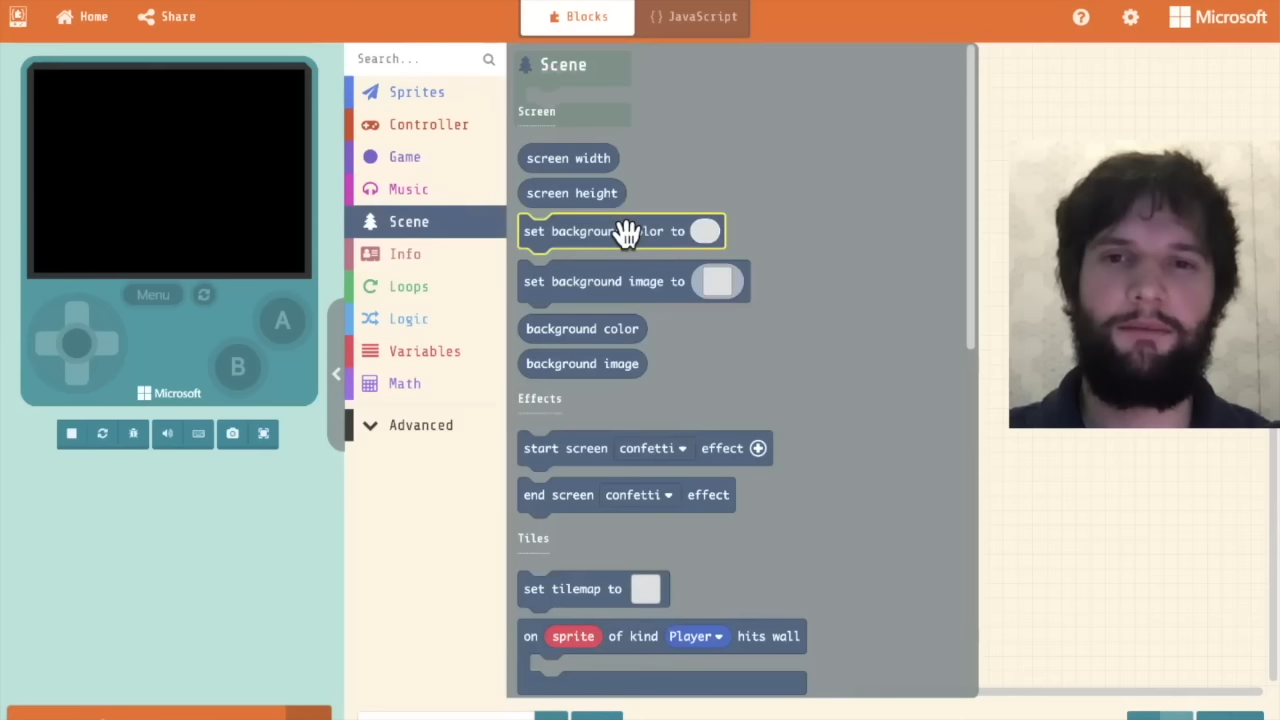 Home
Share
Blocks
{ } JavaScript
Microsoft
Search...
Sprites
Controller
Game
Music
Scene
Info
Loops
Logic
Variables
Math
Advanced
Menu
A
B
Microsoft
Scene
Screen
screen width
screen height
set backgroun lor to
set background image to
background color
background image
Effects
start screen confetti effect
end screen confetti effect
Tiles
set tilemap to
on sprite of kind Player hits wall